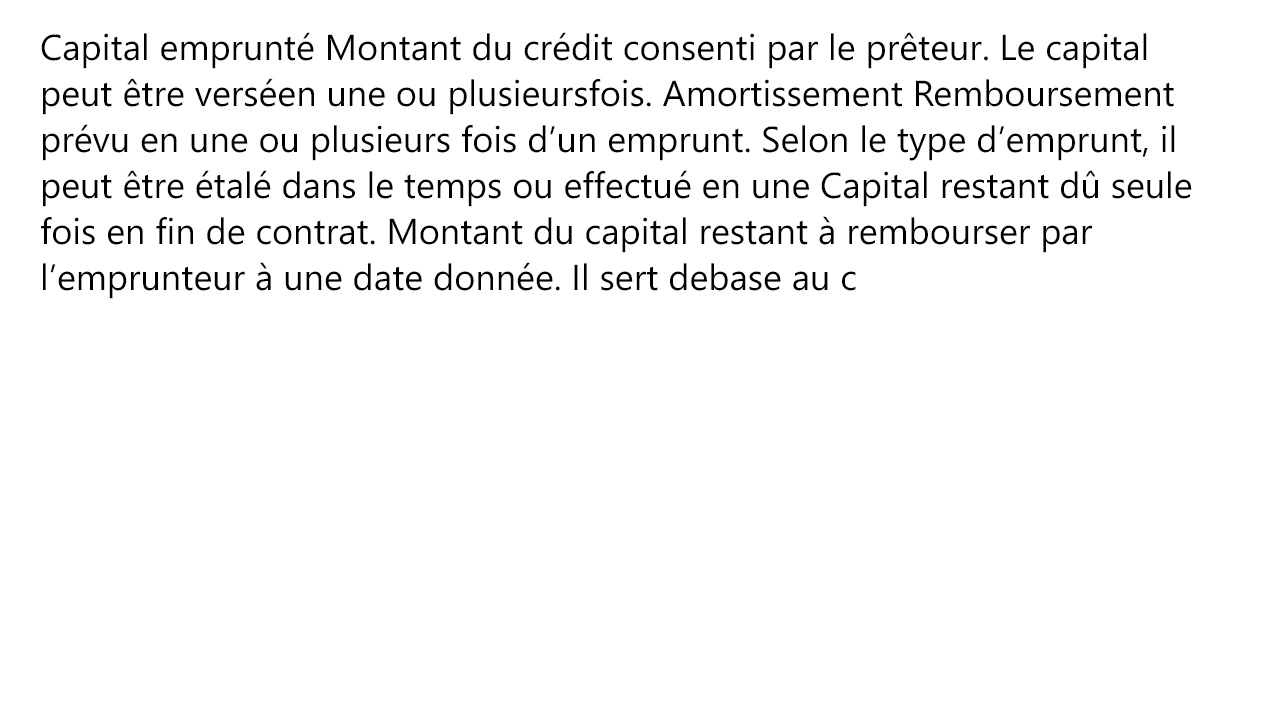 Capital emprunté Montant du crédit consenti par le prêteur. Le capital
peut être verséen une ou plusieursfois. Amortissement Remboursement
prévu en une ou plusieurs fois d’un emprunt. Selon le type d’emprunt, il
peut être étalé dans le temps ou effectué en une Capital restant dû seule
fois en fin de contrat. Montant du capital restant à rembourser par
l’emprunteur à une date donnée. Il sert debase au c